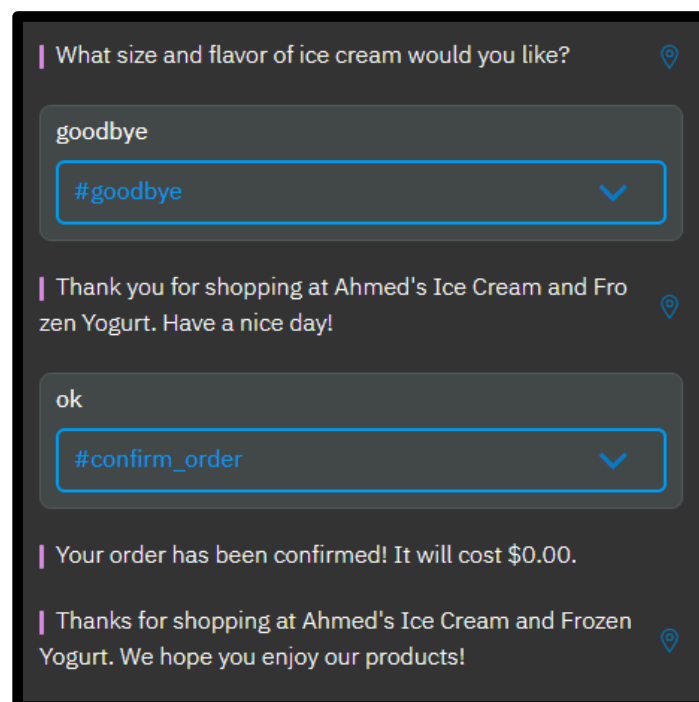 What size and flavor of ice cream would you like?
goodbye
#goodbye
Thank you for shopping at Ahmed's Ice Cream and Fro
zen Yogurt. Have a nice day!
ok
#confirm_order
Your order has been confirmed! It will cost $0.00.
Thanks for shopping at Ahmed's Ice Cream and Frozen
Yogurt. We hope you enjoy our products!